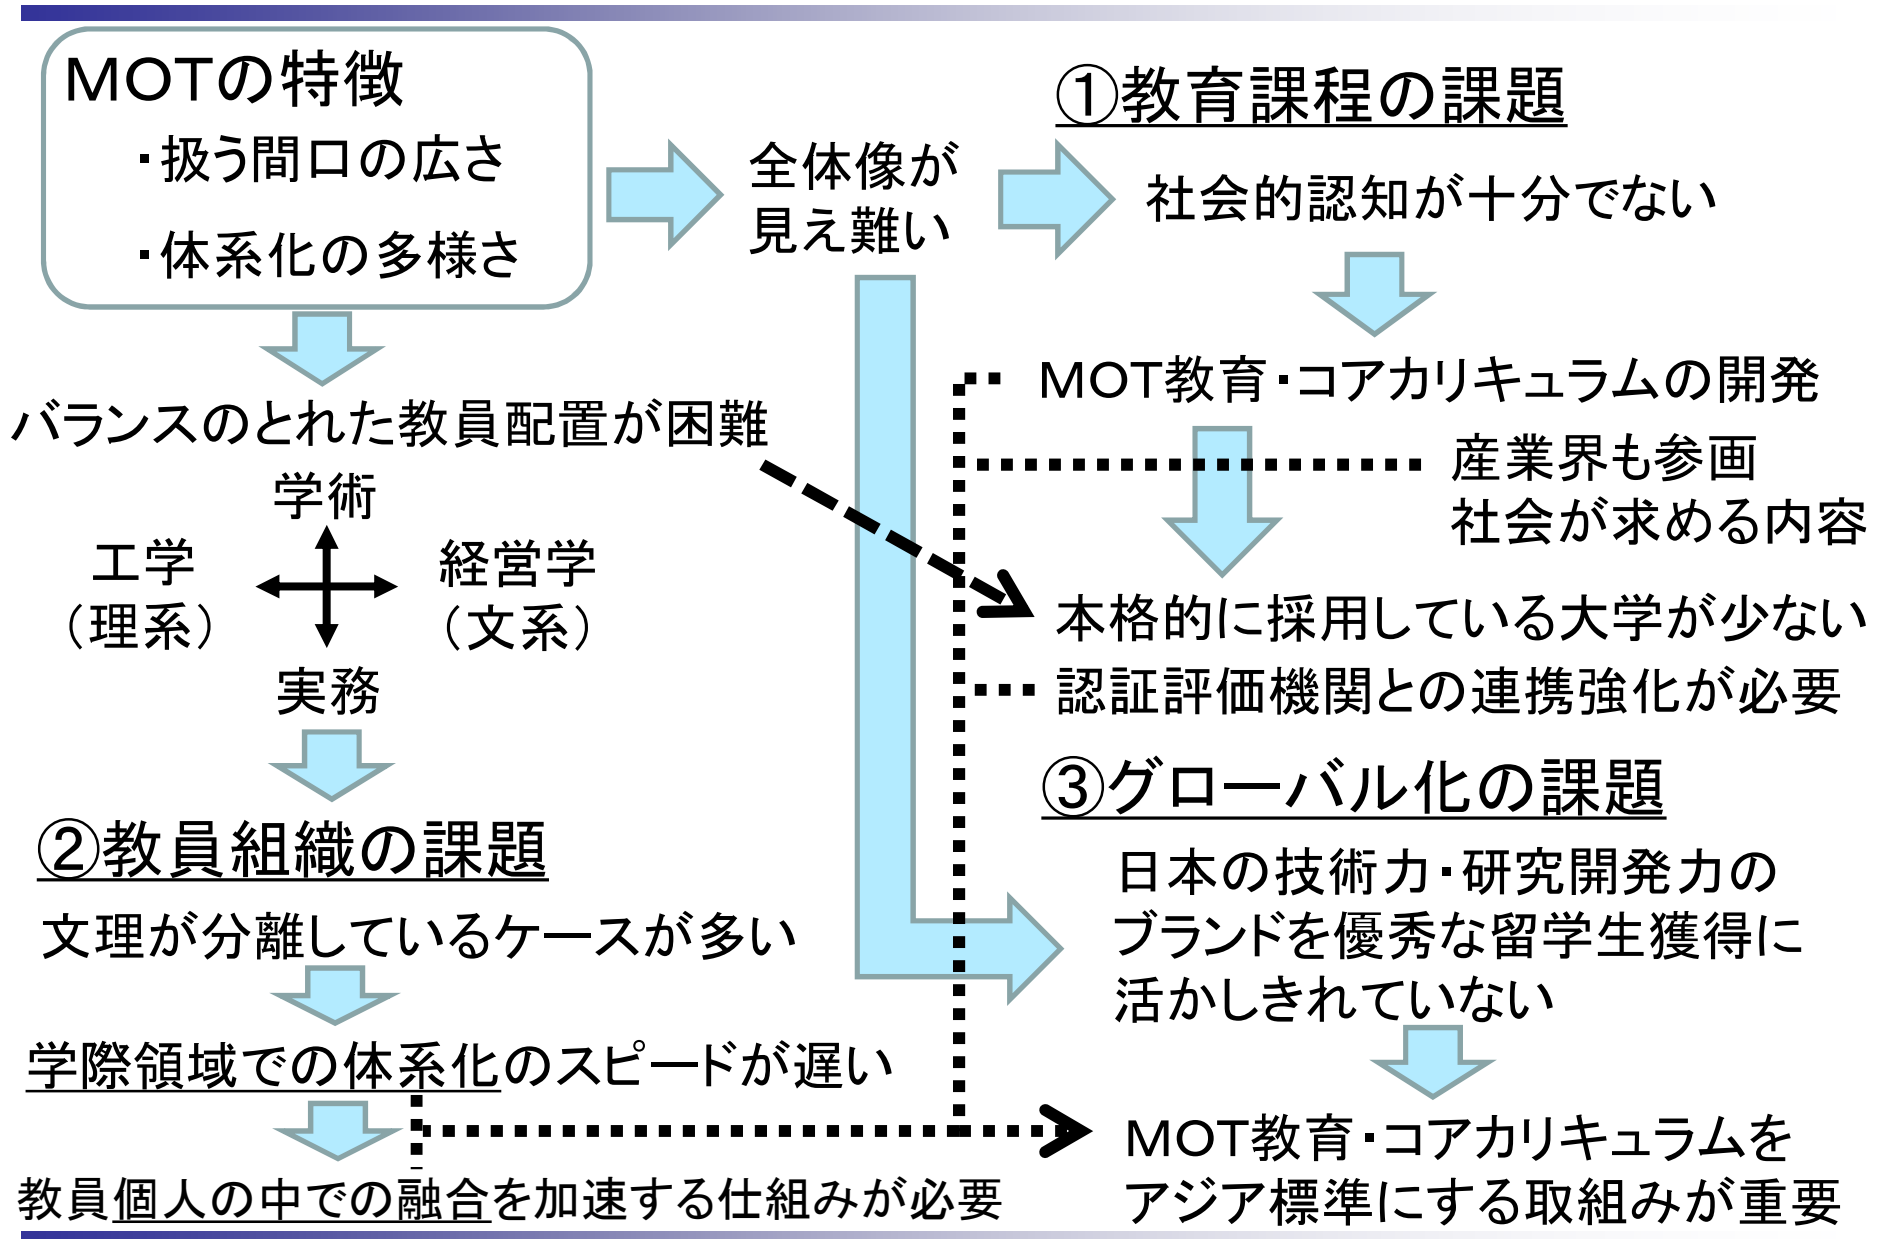 MOTの特徴
・扱う間口の広さ
・体系化の多様さ
全体像が
見え難い
①教育課程の課題
社会的認知が十分でない
MOT教育・コアカリキュラムの開発
産業界も参画
社会が求める内容
本格的に採用している大学が少ない
認証評価機関との連携強化が必要
バランスのとれた教員配置が困難
学術
工学
(理系)
経営学
(文系)
実務
②教員組織の課題
文理が分離しているケースが多い
学際領域での体系化のスピードが遅い
教員個人の中での融合を加速する仕組みが必要
③グローバル化の課題
日本の技術力・研究開発力の
ブランドを優秀な留学生獲得に
活かしきれていない
MOT教育・コアカリキュラムを
アジア標準にする取組みが重要